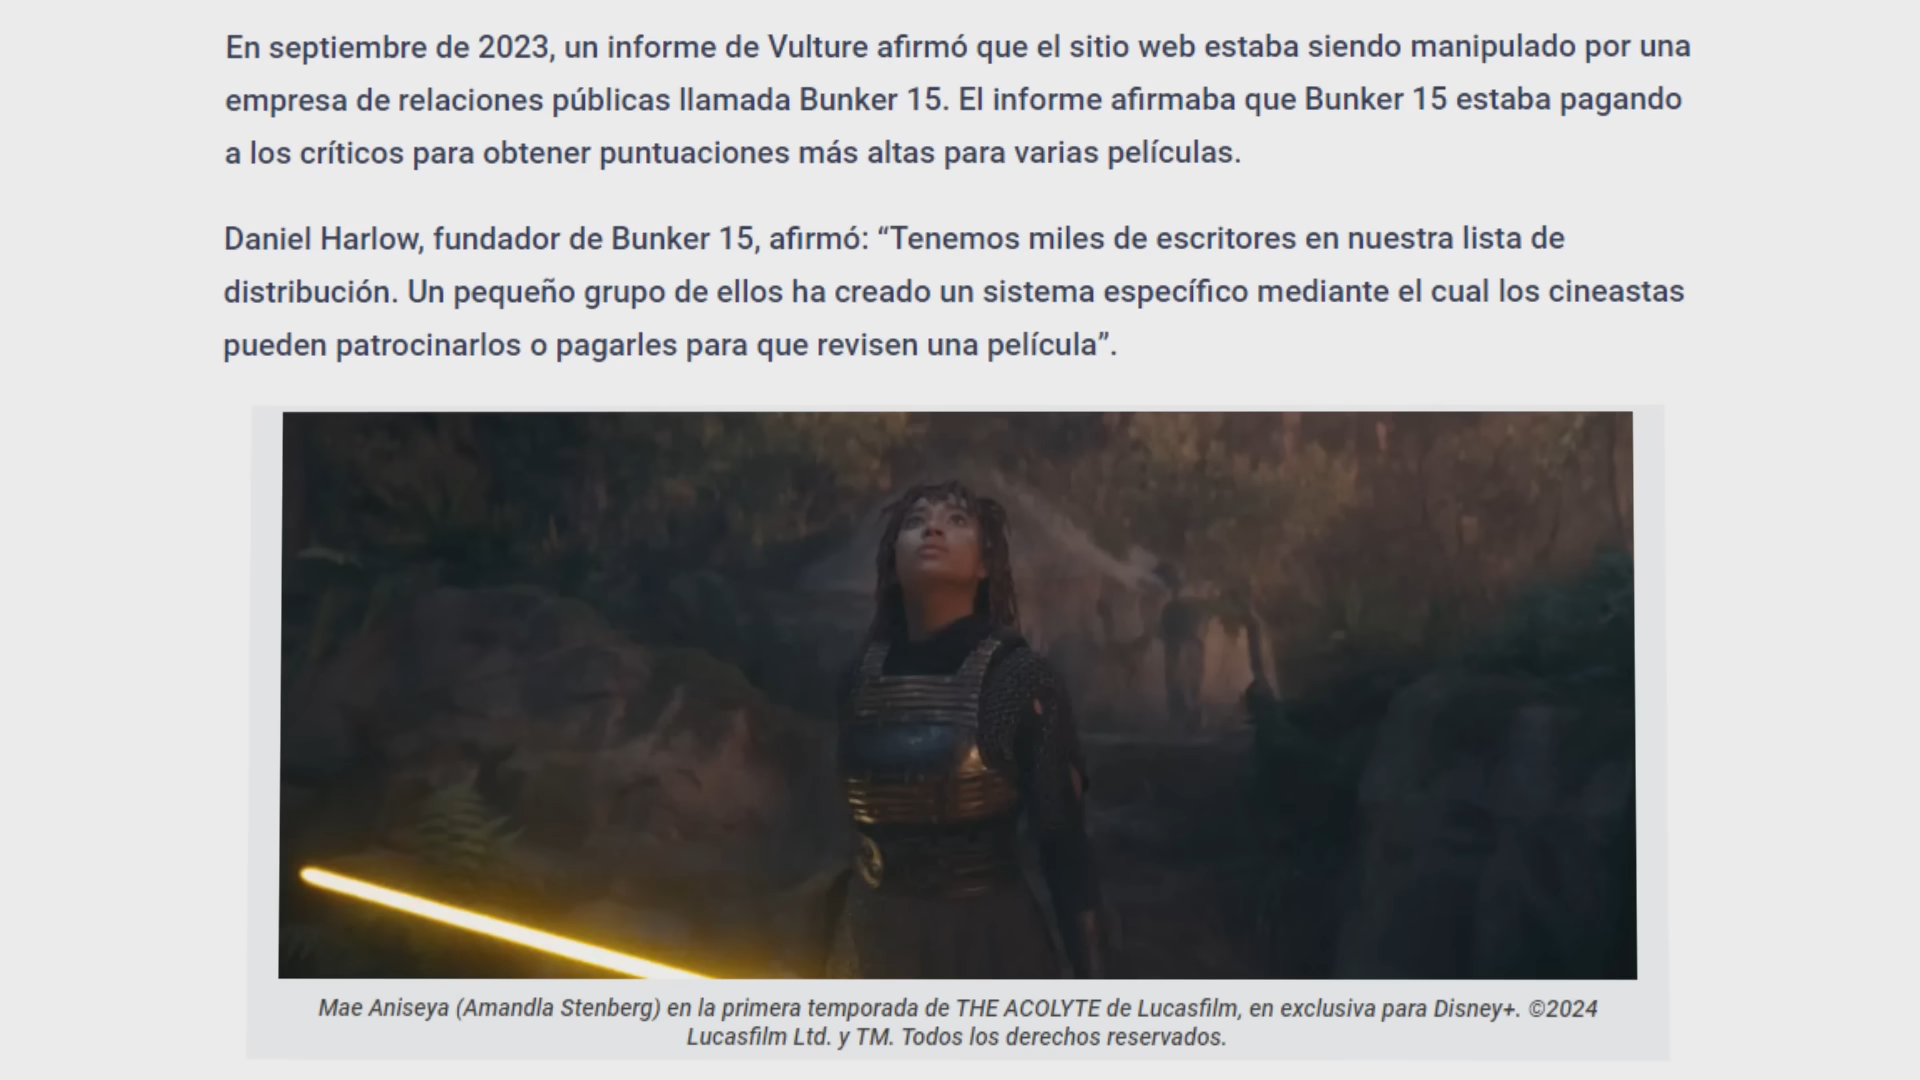 En septiembre de 2023, un informe de Vulture afirmó que el sitio web estaba siendo manipulado por una
empresa de relaciones públicas llamada Bunker 15. El informe afirmaba que Bunker 15 estaba pagando
a los críticos para obtener puntuaciones más altas para varias películas.
Daniel Harlow, fundador de Bunker 15, afirmó: “Tenemos miles de escritores en nuestra lista de
distribución. Un pequeño grupo de ellos ha creado un sistema específico mediante el cual los cineastas
pueden patrocinarlos o pagarles para que revisen una película”.
Mae Aniseya (Amandla Stenberg) en la primera temporada de THE ACOLYTE de Lucasfilm, en exclusiva para Disney+. ©2024
Lucasfilm Ltd. y TM. Todos los derechos reservados.